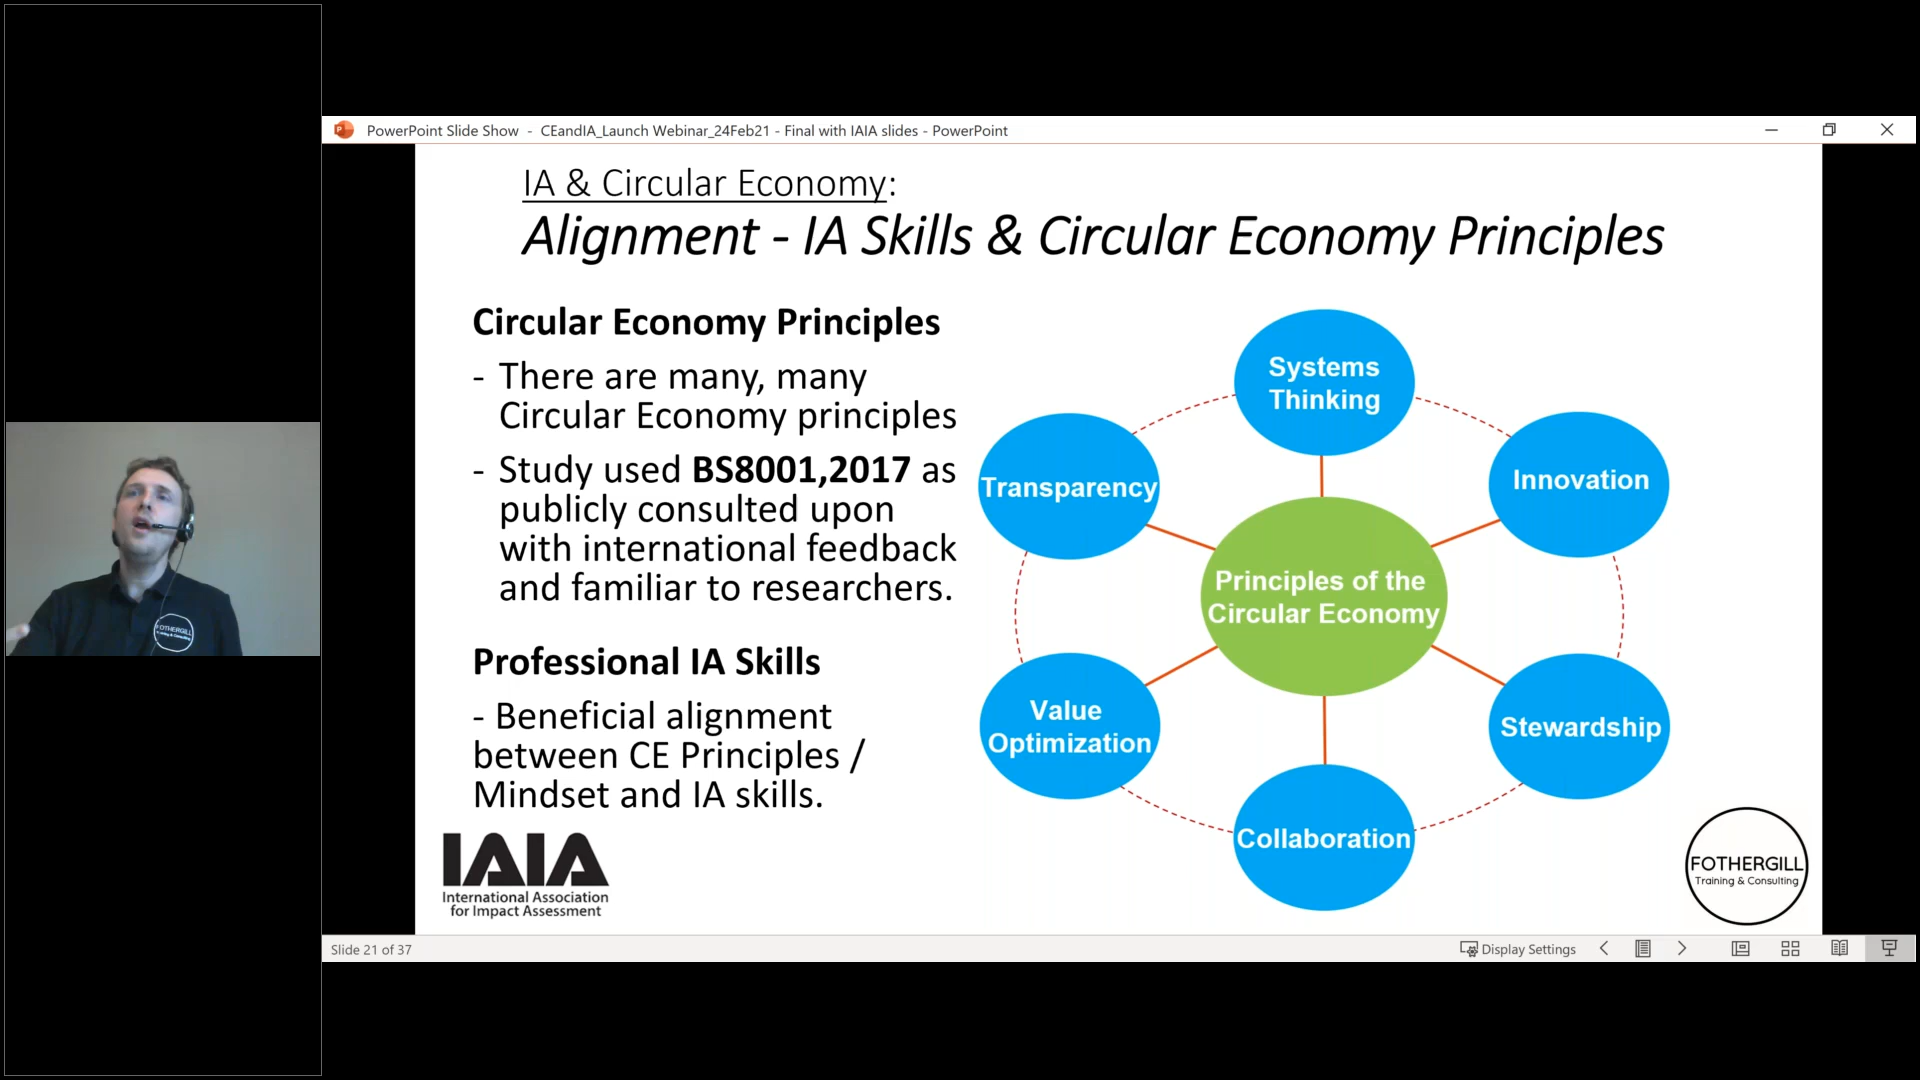 PowerPoint Slide Show - CEandIA_Launch Webinar_24Feb21 - Final with IAIA slides - PowerPoint
IA & Circular Economy:
Alignment - IA Skills & Circular Economy Principles
Circular Economy Principles
- There are many, many
Circular Economy principles
- Study used BS8001,2017 as
publicly consulted upon
with international feedback
and familiar to researchers.
Professional IA Skills
- Beneficial alignment
between CE Principles /
Mindset and IA skills.
Systems
Thinking
Innovation
Stewardship
Collaboration
Value
Optimization
Transparency
Principles of the
Circular Economy
IAIA
International Association
for Impact Assessment
FOTHERGILL
Training & Consulting
FOTHERGILL
Training & Consulting
Slide 21 of 37
Display Settings